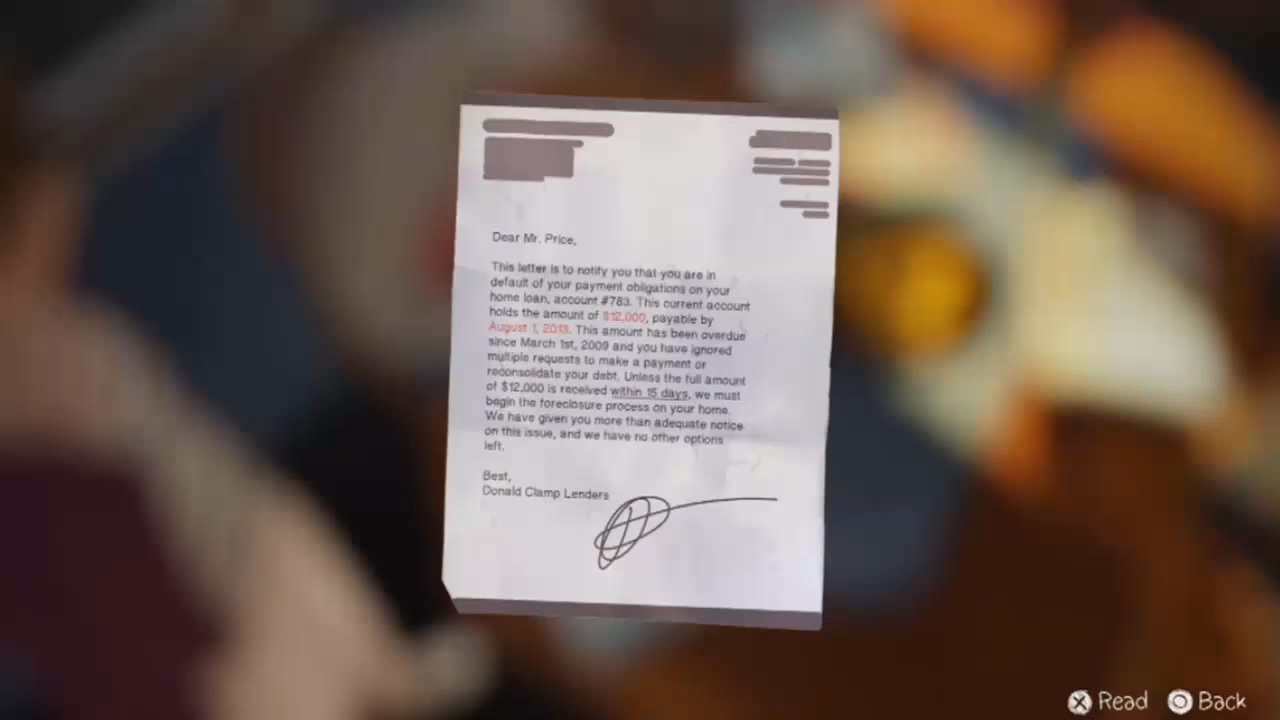 Dear Mr. Price,
This letter is to notify you that you are in
default of your payment obligations on your
home loan, account #783. This current account
holds the amount of $12,000, payable by
August 1, 2013. This amount has been overdue
since March 1st, 2009 and you have ignored
multiple requests to make a payment or
reconsolidate your debt. Unless the full amount
of $12,000 is received within 15 days, we must
begin the foreclosure process on your home.
We have given you more than adequate notice
on this issue, and we have no other options
left.
Best,
Donald Clamp Lenders
Read Back